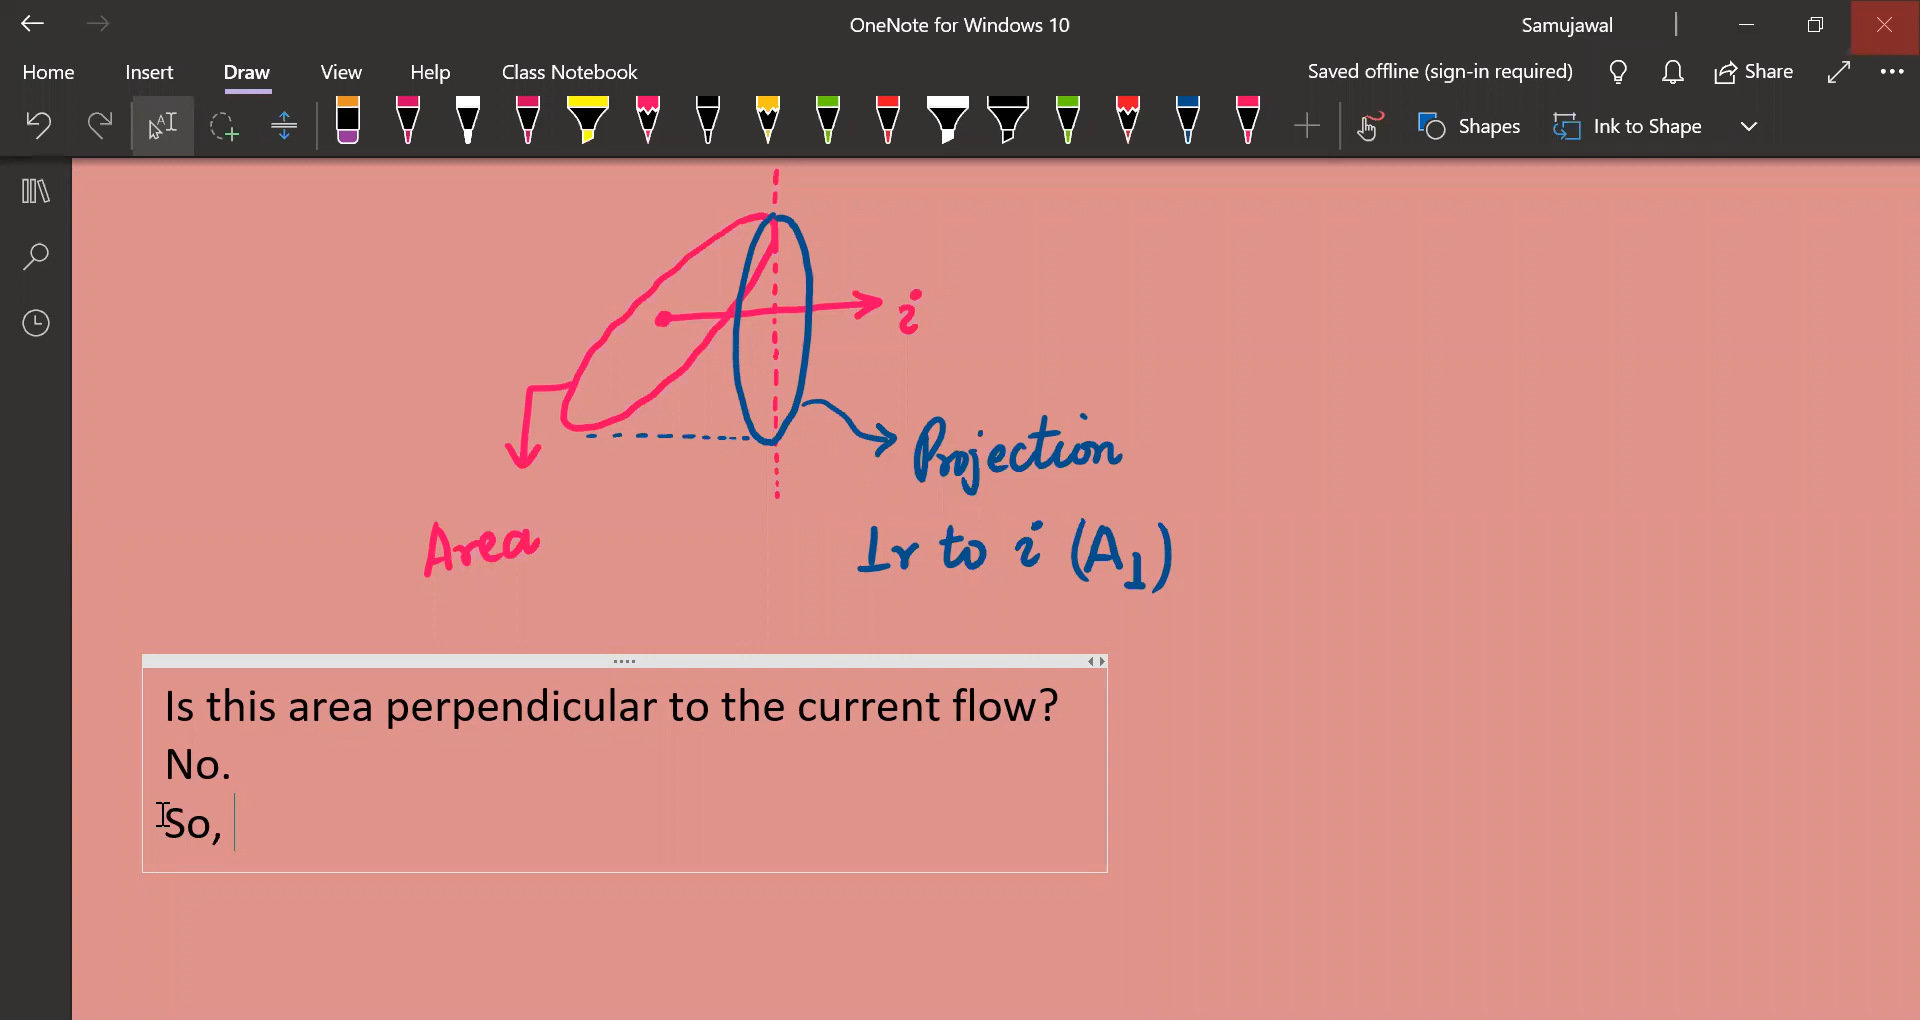 OneNote for Windows 10
Samujawal
Home Insert Draw View Help Class Notebook
Saved offline (sign-in required) Share
Shapes Ink to Shape
i
Projection
Area
⊥r to i (A⊥)
Is this area perpendicular to the current flow?
No.
So,